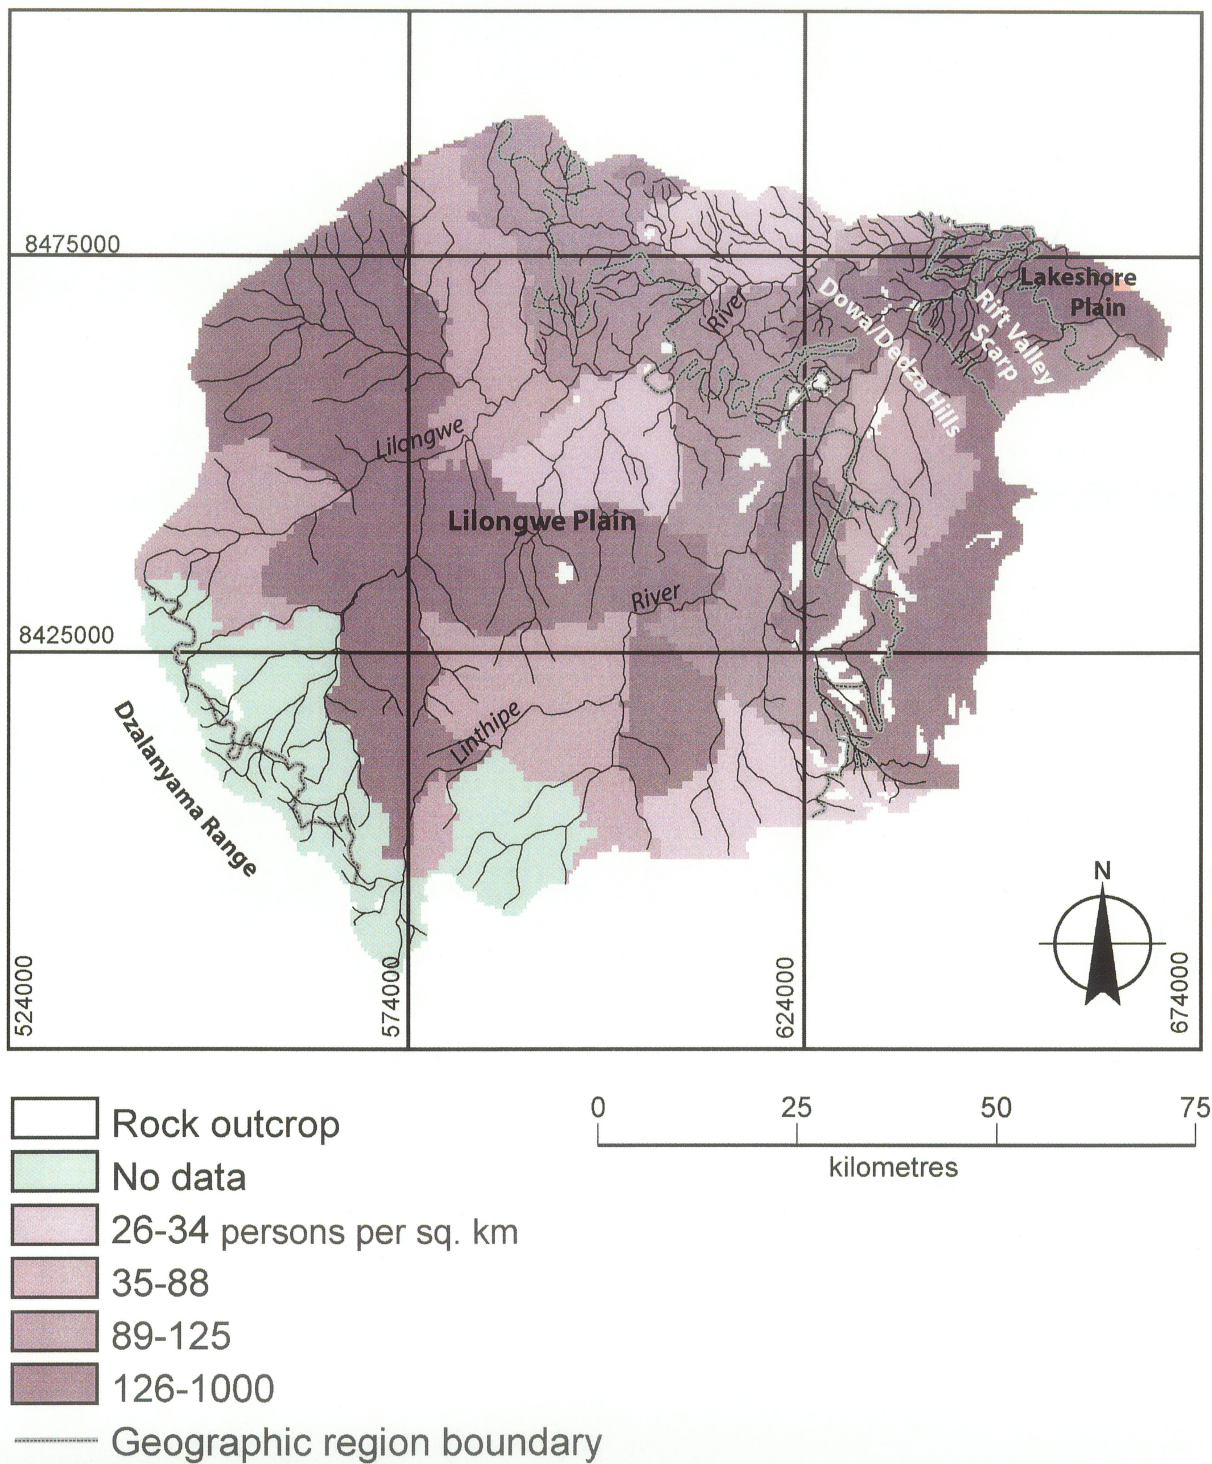 8475000
Lakeshore
Plain
River
Dowa/Dedza Hills
Rift Valley
Scarp
Lilongwe
Lilongwe Plain
River
8425000
Linthipe
Dzalanyama Range
N
524000
574000
624000
674000
Rock outcrop
No data
26-34 persons per sq. km
35-88
89-125
126-1000
Geographic region boundary
0 25 50 75
kilometres